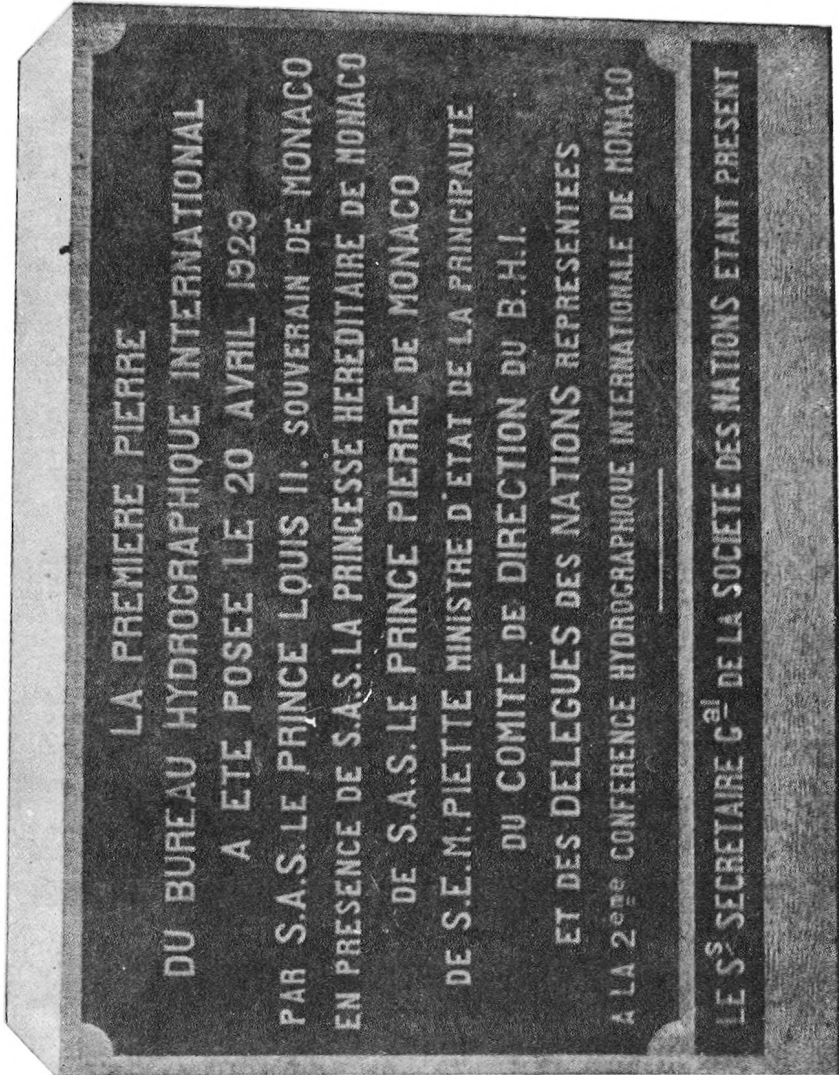 LA PREMIERE PIERRE
DU BUREAU HYDROGRAPHIQUE INTERNATIONAL
A ETE POSEE LE 20 AVRIL 1929
PAR S.A.S. LE PRINCE LOUIS II. SOUVERAIN DE MONACO
EN PRESENCE DE S.A.S. LA PRINCESSE HEREDITAIRE DE MONACO
DE S.A.S. LE PRINCE PIERRE DE MONACO
DE S.E.M. PIETTE MINISTRE D'ETAT DE LA PRINCIPAUTE
DU COMITE DE DIRECTION DU B.H.I.
ET DES DELEGUES DES NATIONS REPRESENTEES
A LA 2eme CONFERENCE HYDROGRAPHIQUE INTERNATIONALE DE MONACO
LE Ss SECRETAIRE Gal DE LA SOCIETE DES NATIONS ETANT PRESENT